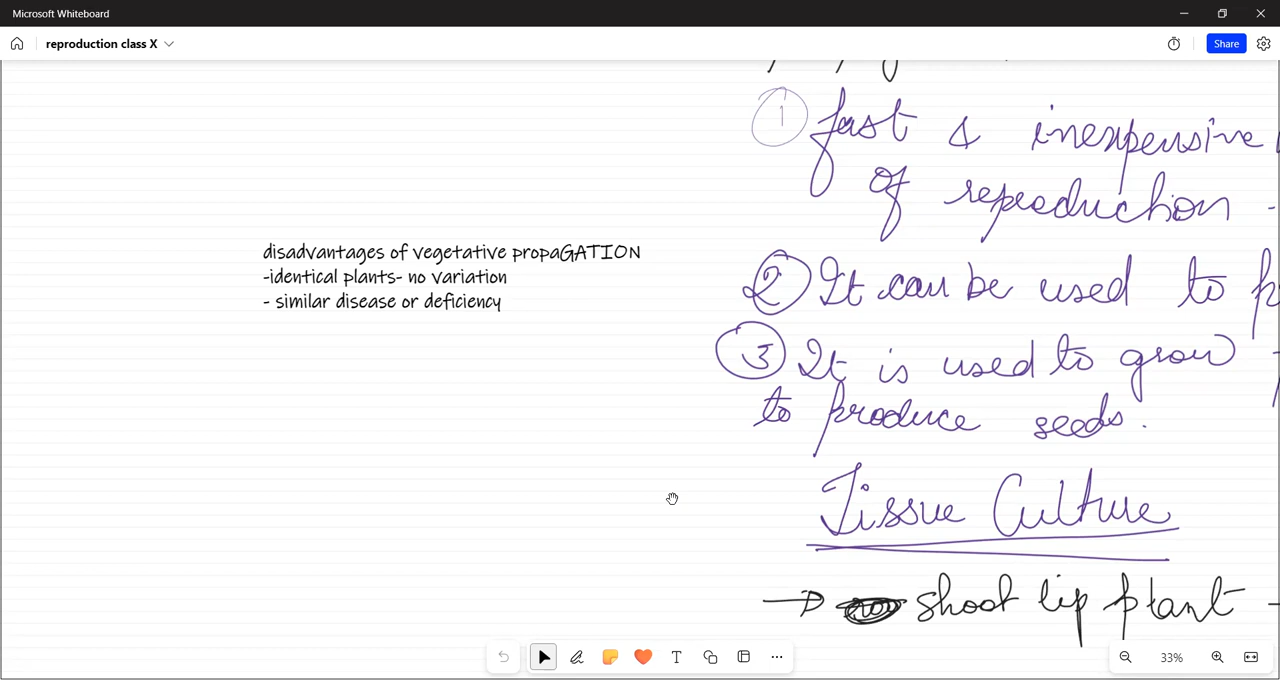 Microsoft Whiteboard
reproduction class X
Share
disadvantages of vegetative propaGATION
-identical plants- no variation
- similar disease or deficiency
① fast & inexpensive
of reproduction -
② It can be used to
③ It is used to grow
to produce seeds.
Tissue Culture
→ shoot tip plant -
33%